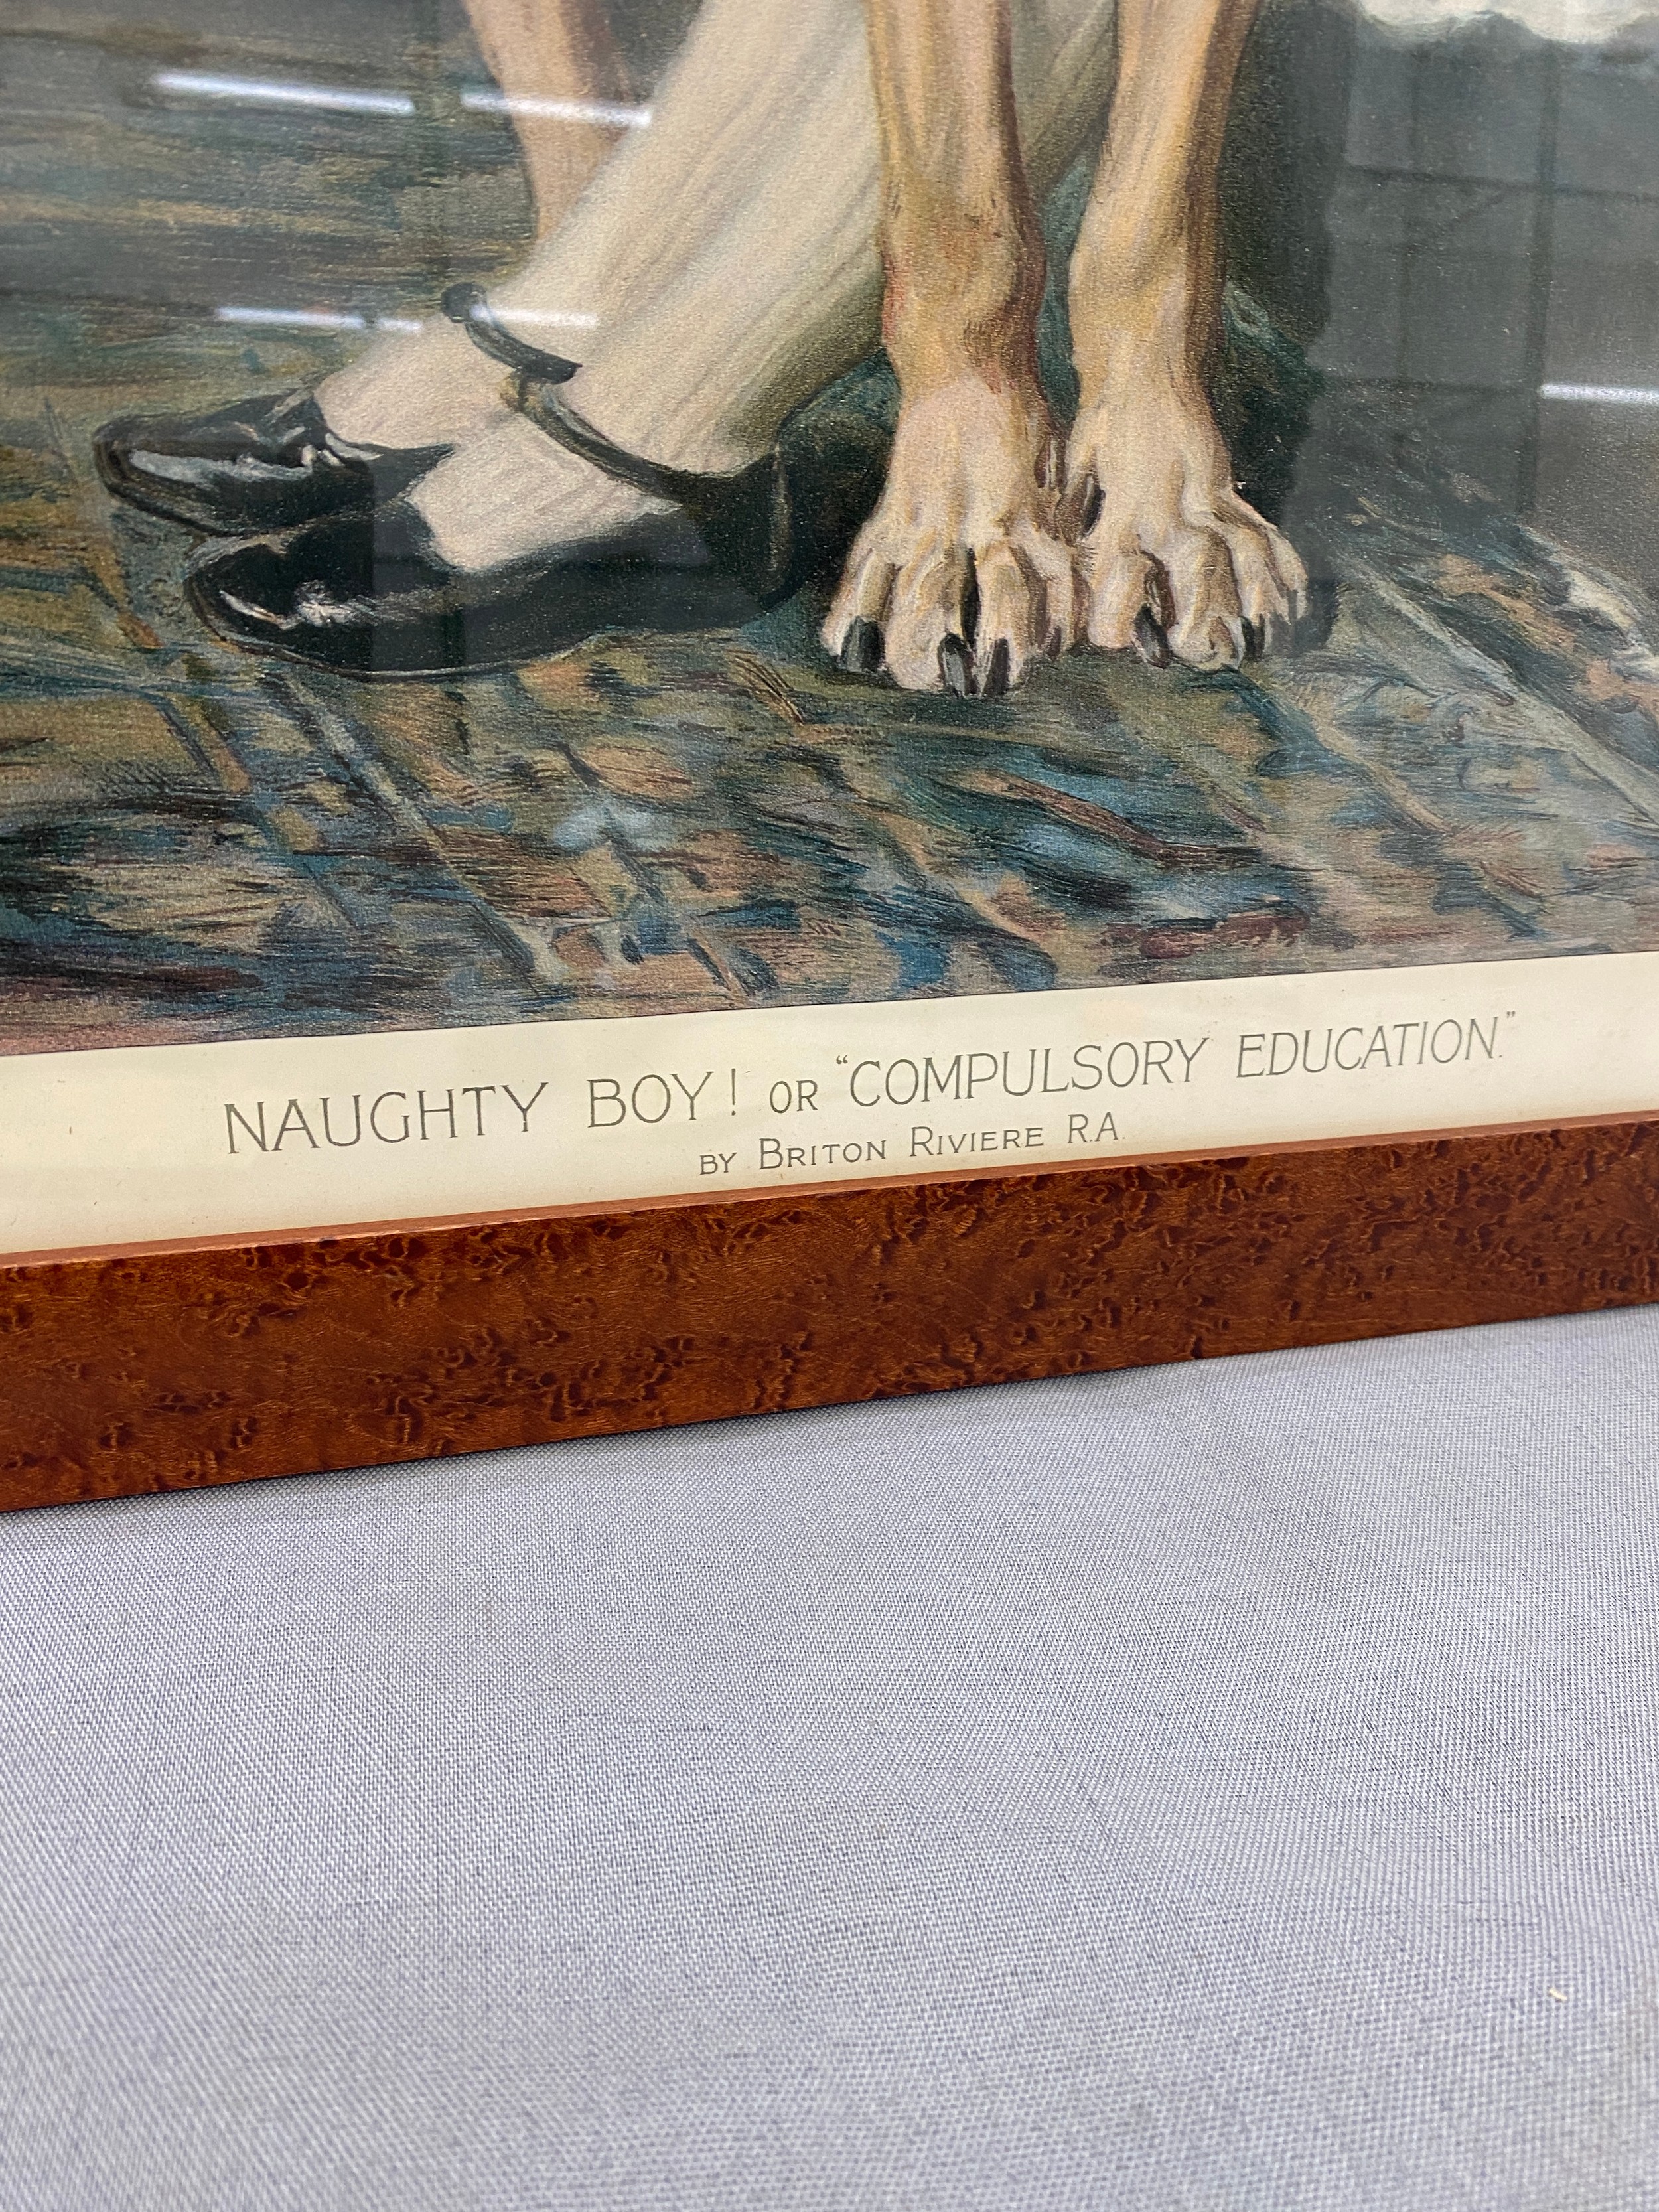 NAUGHTY BOY! OR "COMPULSORY EDUCATION."
BY BRITON RIVIERE R.A.